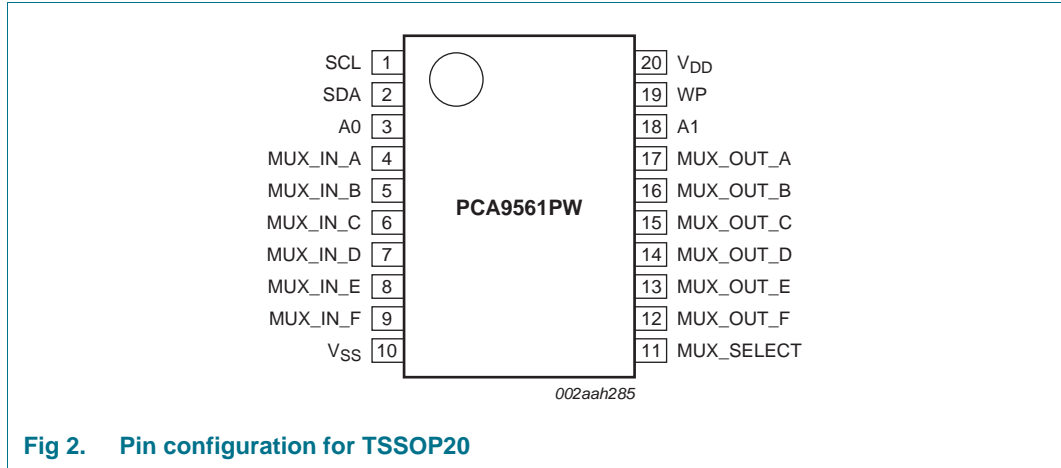 SCL 1 20 VDD
SDA 2 19 WP
A0 3 18 A1
MUX_IN_A 4 17 MUX_OUT_A
MUX_IN_B 5 16 MUX_OUT_B
PCA9561PW
MUX_IN_C 6 15 MUX_OUT_C
MUX_IN_D 7 14 MUX_OUT_D
MUX_IN_E 8 13 MUX_OUT_E
MUX_IN_F 9 12 MUX_OUT_F
VSS 10 11 MUX_SELECT
002aah285
Fig 2. Pin configuration for TSSOP20